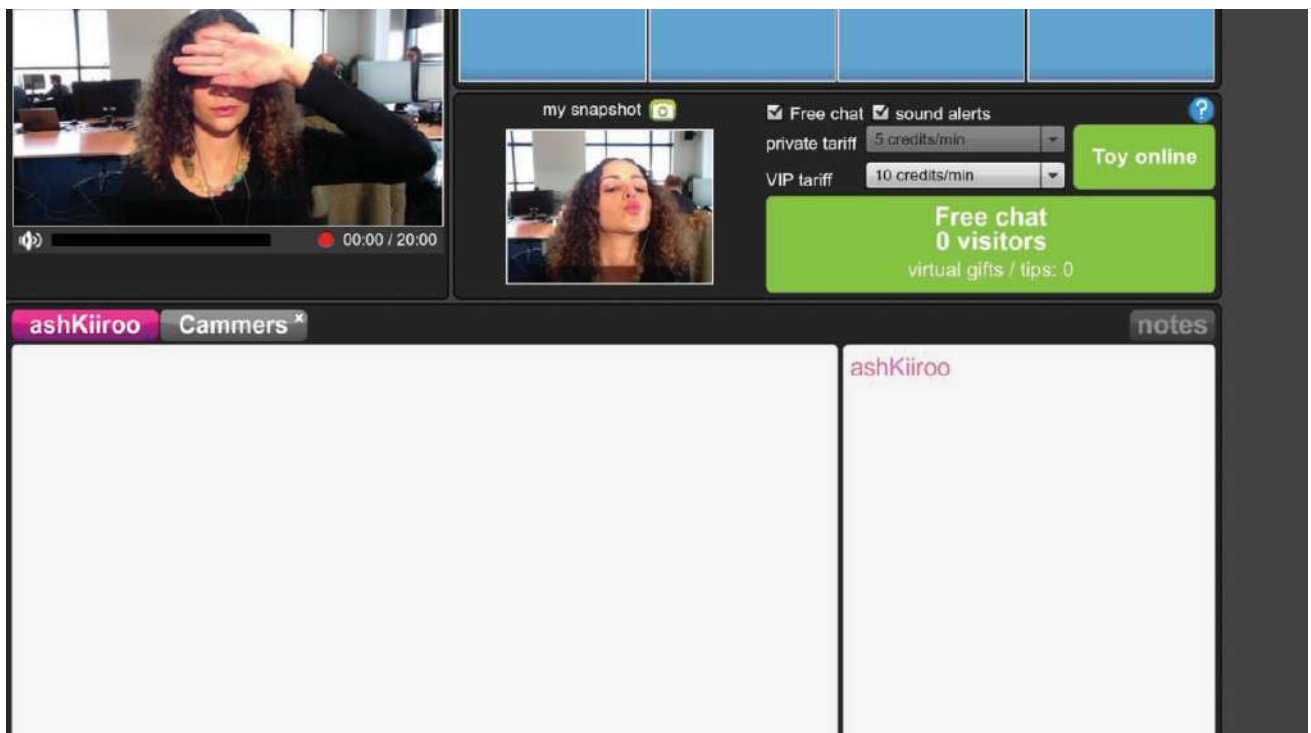 my snapshot
Free chat sound alerts
private tariff 5 credits/min
VIP tariff 10 credits/min
?
Toy online
Free chat
0 visitors
virtual gifts / tips: 0
00:00 / 20:00
ashKiiroo Cammers x
notes
ashKiiroo